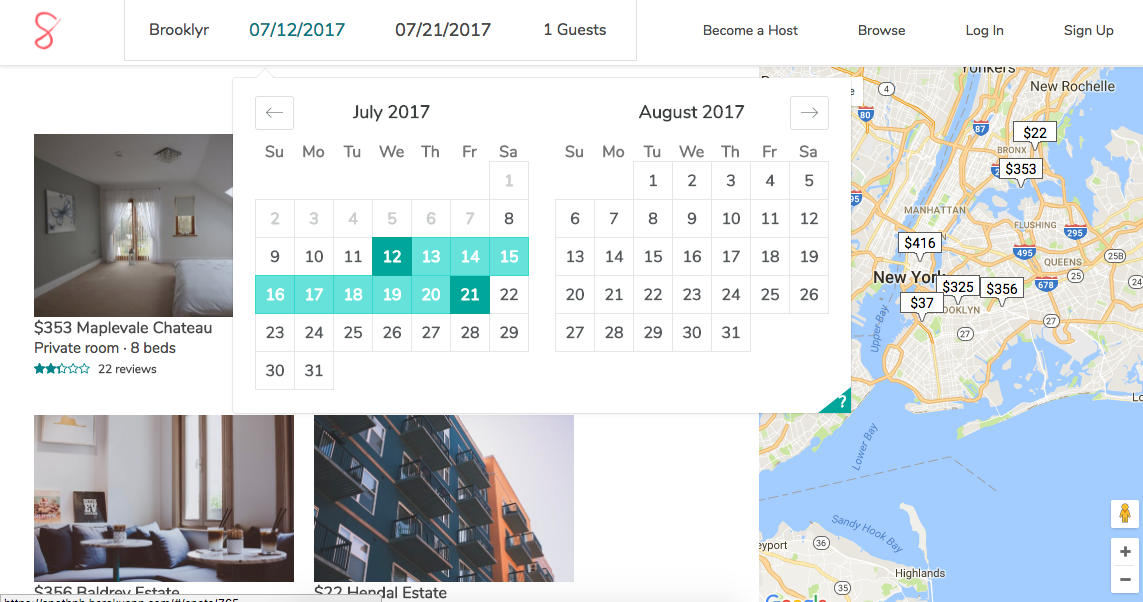 Brooklyr 07/12/2017 07/21/2017 1 Guests Become a Host Browse Log In Sign Up
July 2017 August 2017
Su Mo Tu We Th Fr Sa Su Mo Tu We Th Fr Sa
1 1 2 3 4 5
2 3 4 5 6 7 8 6 7 8 9 10 11 12
9 10 11 12 13 14 15 13 14 15 16 17 18 19
16 17 18 19 20 21 22 20 21 22 23 24 25 26
23 24 25 26 27 28 29 27 28 29 30 31
30 31
?
$353 Maplevale Chateau
Private room · 8 beds
22 reviews
$356 Baldrey Estate
$22 Hendal Estate
Yonkers
New Rochelle
4
80
87
$22
BRONX
$353
95
MANHATTAN
FLUSHING
295
$416
495
25B
QUEENS
New York
25
24
$325
$356
678
$37
OOKLYN
27
27
Upper Bay
Lower Bay
Sandy Hook Bay
eyport
36
Highlands
35
Google
+
−